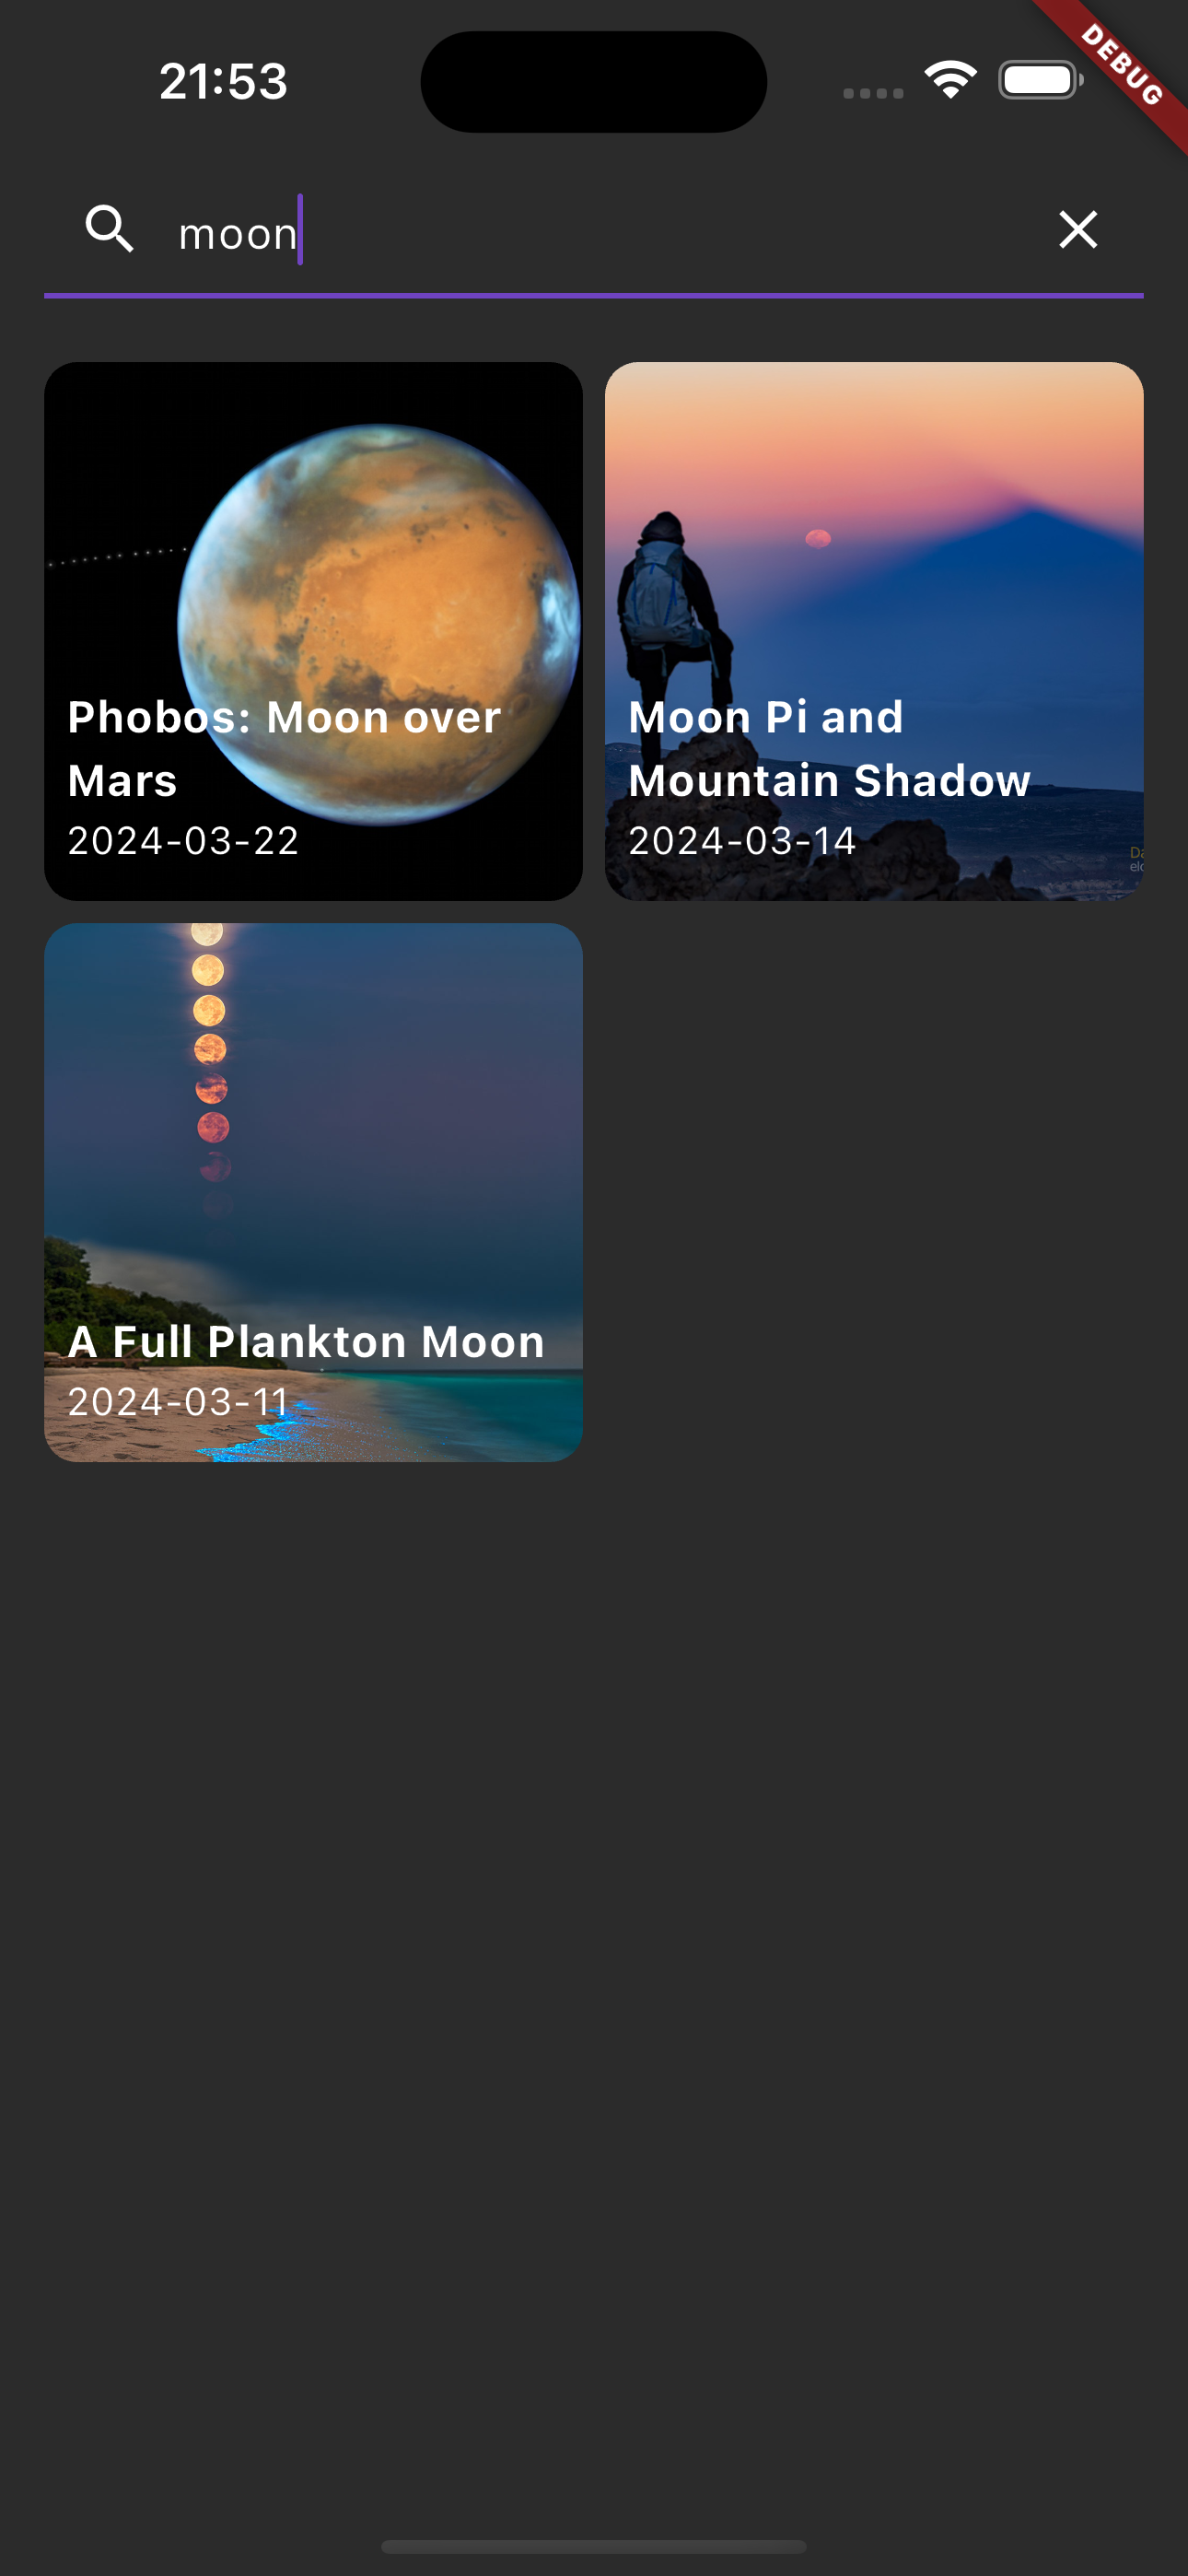 21:53
DEBUG
moon
Phobos: Moon over
Mars
2024-03-22
Moon Pi and
Mountain Shadow
2024-03-14
A Full Plankton Moon
2024-03-11